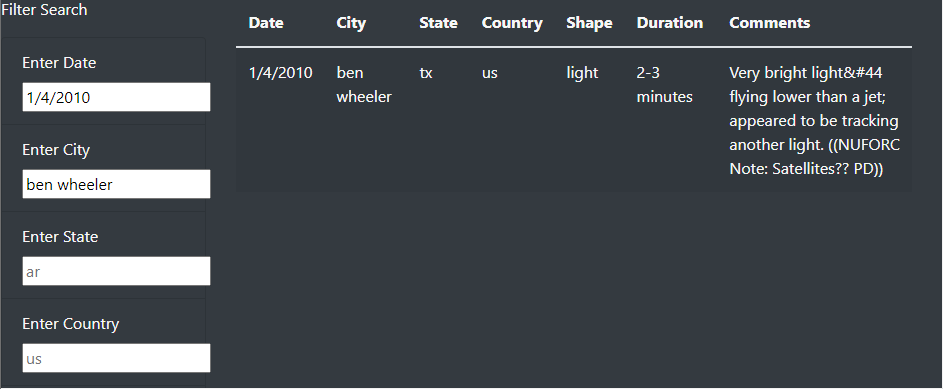 Filter Search
Enter Date
1/4/2010
Enter City
ben wheeler
Enter State
ar
Enter Country
us
Date City State Country Shape Duration Comments
1/4/2010 ben tx us light 2-3 Very bright light&#44
wheeler minutes flying lower than a jet;
appeared to be tracking
another light. ((NUFORC
Note: Satellites?? PD))